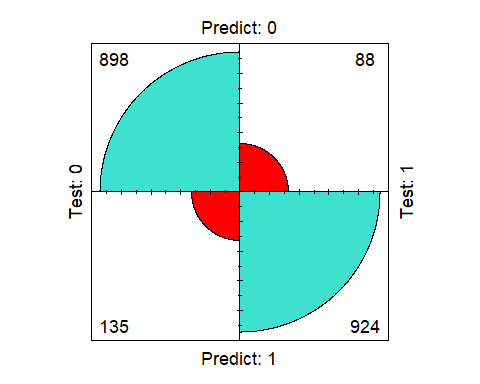 Predict: 0
898
88
Test: 0
Test: 1
135
924
Predict: 1